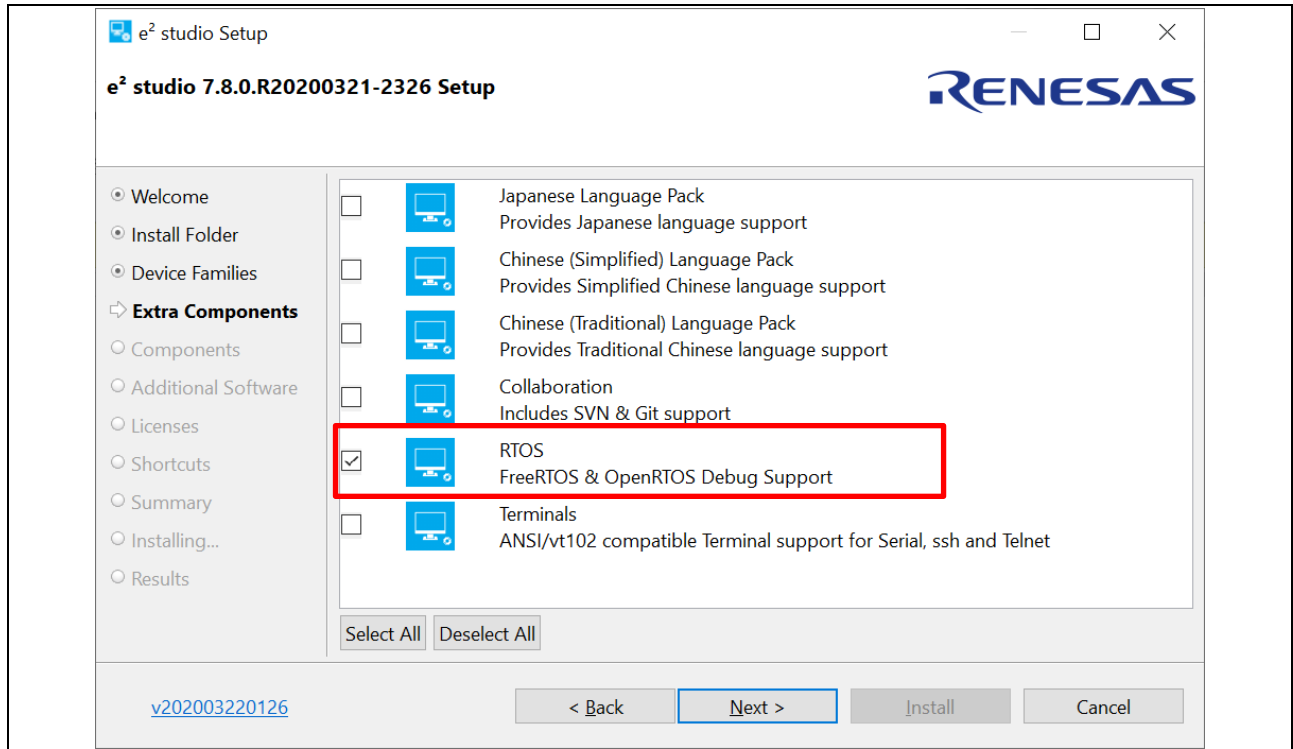 e² studio Setup
e² studio 7.8.0.R20200321-2326 Setup
RENESAS
Welcome
Install Folder
Device Families
Extra Components
Components
Additional Software
Licenses
Shortcuts
Summary
Installing...
Results
Japanese Language Pack
Provides Japanese language support
Chinese (Simplified) Language Pack
Provides Simplified Chinese language support
Chinese (Traditional) Language Pack
Provides Traditional Chinese language support
Collaboration
Includes SVN & Git support
RTOS
FreeRTOS & OpenRTOS Debug Support
Terminals
ANSI/vt102 compatible Terminal support for Serial, ssh and Telnet
Select All Deselect All
v202003220126 < Back Next > Install Cancel